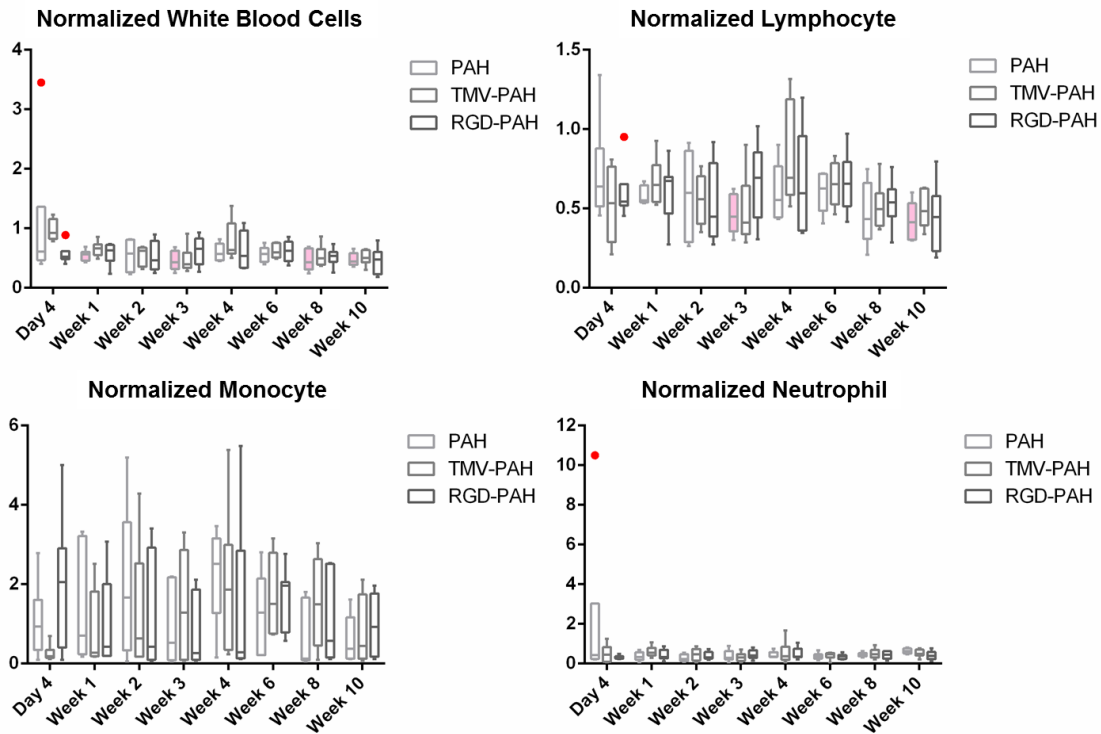 Normalized White Blood Cells
4
3
2
1
0
Day 4
Week 1
Week 2
Week 3
Week 4
Week 6
Week 8
Week 10
PAH
TMV-PAH
RGD-PAH
Normalized Lymphocyte
1.5
1.0
0.5
0.0
Day 4
Week 1
Week 2
Week 3
Week 4
Week 6
Week 8
Week 10
PAH
TMV-PAH
RGD-PAH
Normalized Monocyte
6
4
2
0
Day 4
Week 1
Week 2
Week 3
Week 4
Week 6
Week 8
Week 10
PAH
TMV-PAH
RGD-PAH
Normalized Neutrophil
12
10
8
6
4
2
0
Day 4
Week 1
Week 2
Week 3
Week 4
Week 6
Week 8
Week 10
PAH
TMV-PAH
RGD-PAH